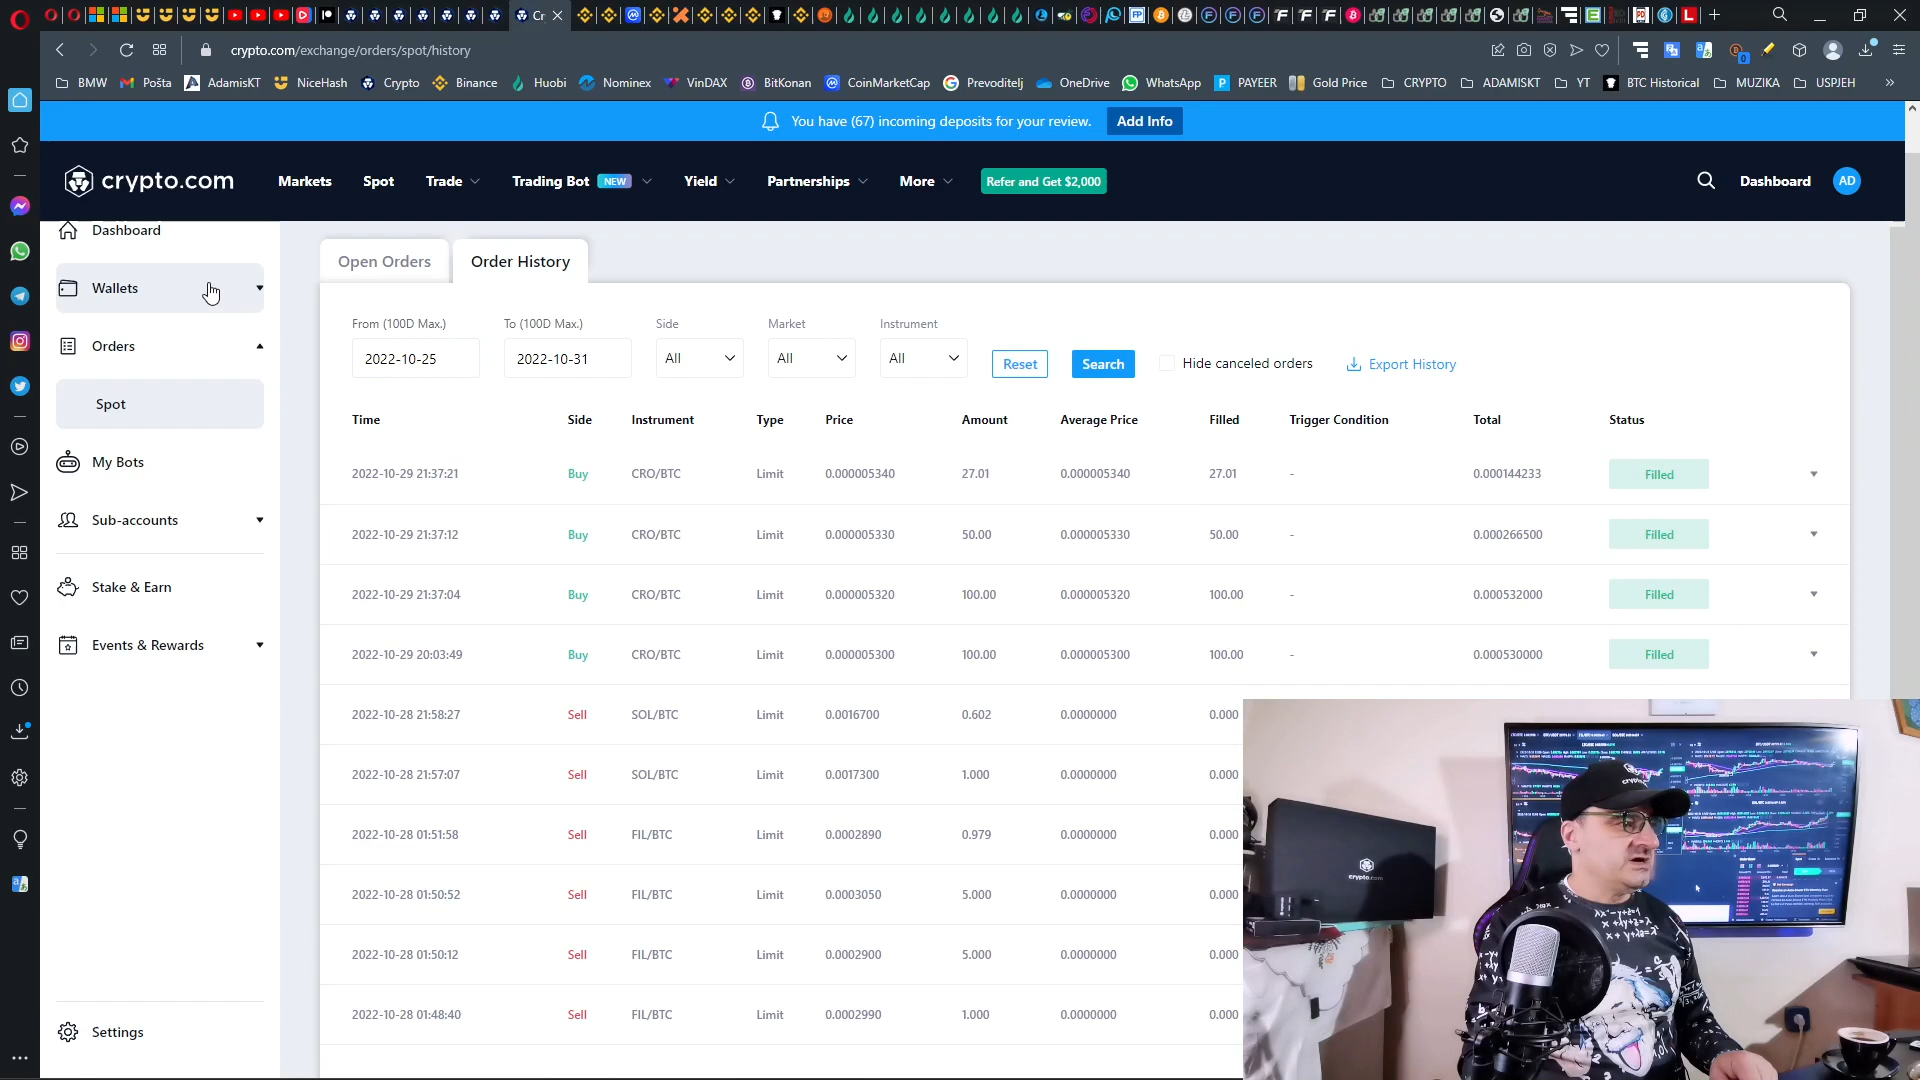 Cr
crypto.com/exchange/orders/spot/history
BMW Pošta AdamisKT NiceHash Crypto Binance Huobi Nominex VinDAX BitKonan CoinMarketCap Prevoditelj OneDrive WhatsApp PAYEER Gold Price CRYPTO ADAMISKT YT BTC Historical MUZIKA USPJEH »
You have (67) incoming deposits for your review. Add Info
crypto.com Markets Spot Trade Trading Bot NEW Yield Partnerships More Refer and Get $2,000 Dashboard AD
Dashboard
Wallets
Orders
Spot
My Bots
Sub-accounts
Stake & Earn
Events & Rewards
Settings
Open Orders Order History
From (100D Max.) To (100D Max.) Side Market Instrument
2022-10-25 2022-10-31 All All All Reset Search Hide canceled orders Export History
Time Side Instrument Type Price Amount Average Price Filled Trigger Condition Total Status
2022-10-29 21:37:21 Buy CRO/BTC Limit 0.000005340 27.01 0.000005340 27.01 - 0.000144233 Filled
2022-10-29 21:37:12 Buy CRO/BTC Limit 0.000005330 50.00 0.000005330 50.00 - 0.000266500 Filled
2022-10-29 21:37:04 Buy CRO/BTC Limit 0.000005320 100.00 0.000005320 100.00 - 0.000532000 Filled
2022-10-29 20:03:49 Buy CRO/BTC Limit 0.000005300 100.00 0.000005300 100.00 - 0.000530000 Filled
2022-10-28 21:58:27 Sell SOL/BTC Limit 0.0016700 0.602 0.0000000 0.000
2022-10-28 21:57:07 Sell SOL/BTC Limit 0.0017300 1.000 0.0000000 0.000
2022-10-28 01:51:58 Sell FIL/BTC Limit 0.0002890 0.979 0.0000000 0.000
2022-10-28 01:50:52 Sell FIL/BTC Limit 0.0003050 5.000 0.0000000 0.000
2022-10-28 01:50:12 Sell FIL/BTC Limit 0.0002900 5.000 0.0000000 0.000
2022-10-28 01:48:40 Sell FIL/BTC Limit 0.0002990 1.000 0.0000000 0.000
crypto.com